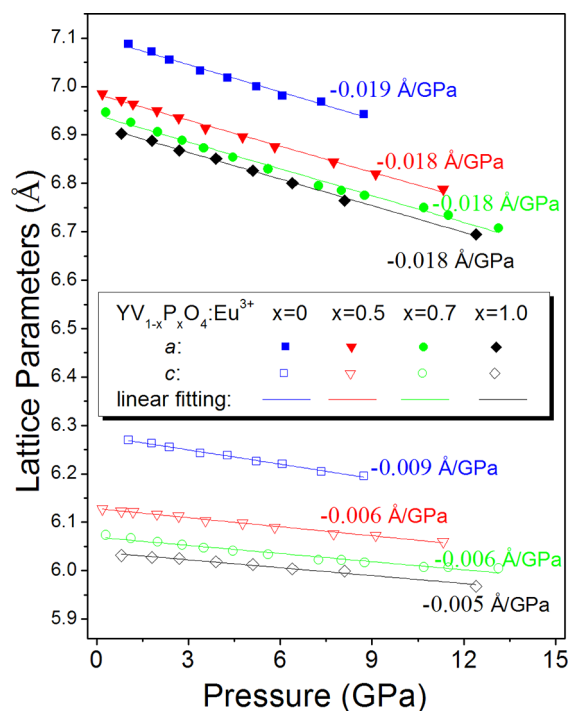 7.1
7.0
6.9
6.8
6.7
6.6
6.5
6.4
6.3
6.2
6.1
6.0
5.9
Lattice Parameters (Å)
-0.019 Å/GPa
-0.018 Å/GPa
-0.018 Å/GPa
-0.018 Å/GPa
YV1-xPxO4:Eu3+ x=0 x=0.5 x=0.7 x=1.0
a:
c:
linear fitting:
-0.009 Å/GPa
-0.006 Å/GPa
-0.006 Å/GPa
-0.005 Å/GPa
0 3 6 9 12 15
Pressure (GPa)